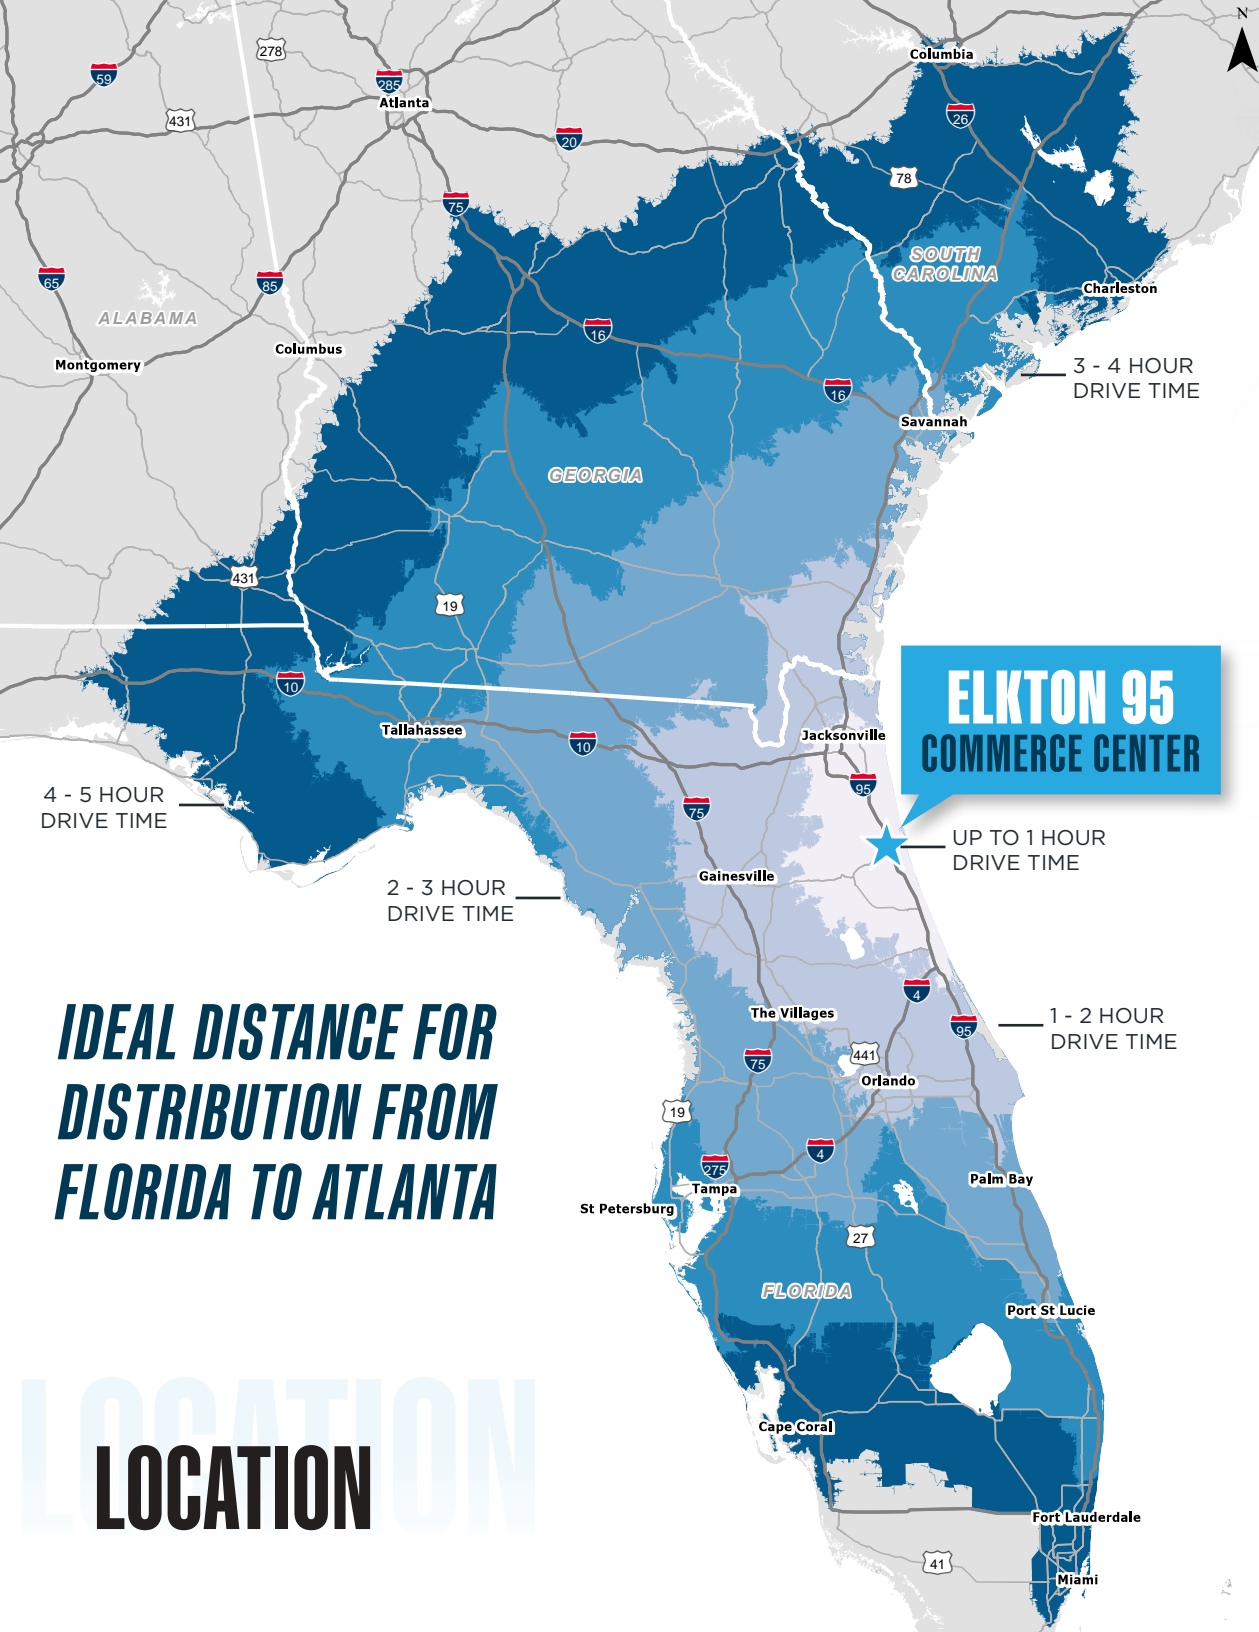 N
Columbia
278
59
285
Atlanta
431
26
20
78
75
SOUTH
CAROLINA
65
85
Charleston
ALABAMA
16
Columbus
Montgomery
3 - 4 HOUR
DRIVE TIME
16
Savannah
GEORGIA
431
19
ELKTON 95
COMMERCE CENTER
10
Tallahassee
10
Jacksonville
95
4 - 5 HOUR
DRIVE TIME
75
UP TO 1 HOUR
DRIVE TIME
Gainesville
2 - 3 HOUR
DRIVE TIME
4
IDEAL DISTANCE FOR
DISTRIBUTION FROM
FLORIDA TO ATLANTA
The Villages
95
1 - 2 HOUR
DRIVE TIME
75
441
Orlando
19
4
275
Palm Bay
Tampa
St Petersburg
27
FLORIDA
Port St Lucie
LOCATION
LOCATION
Cape Coral
Fort Lauderdale
41
Miami